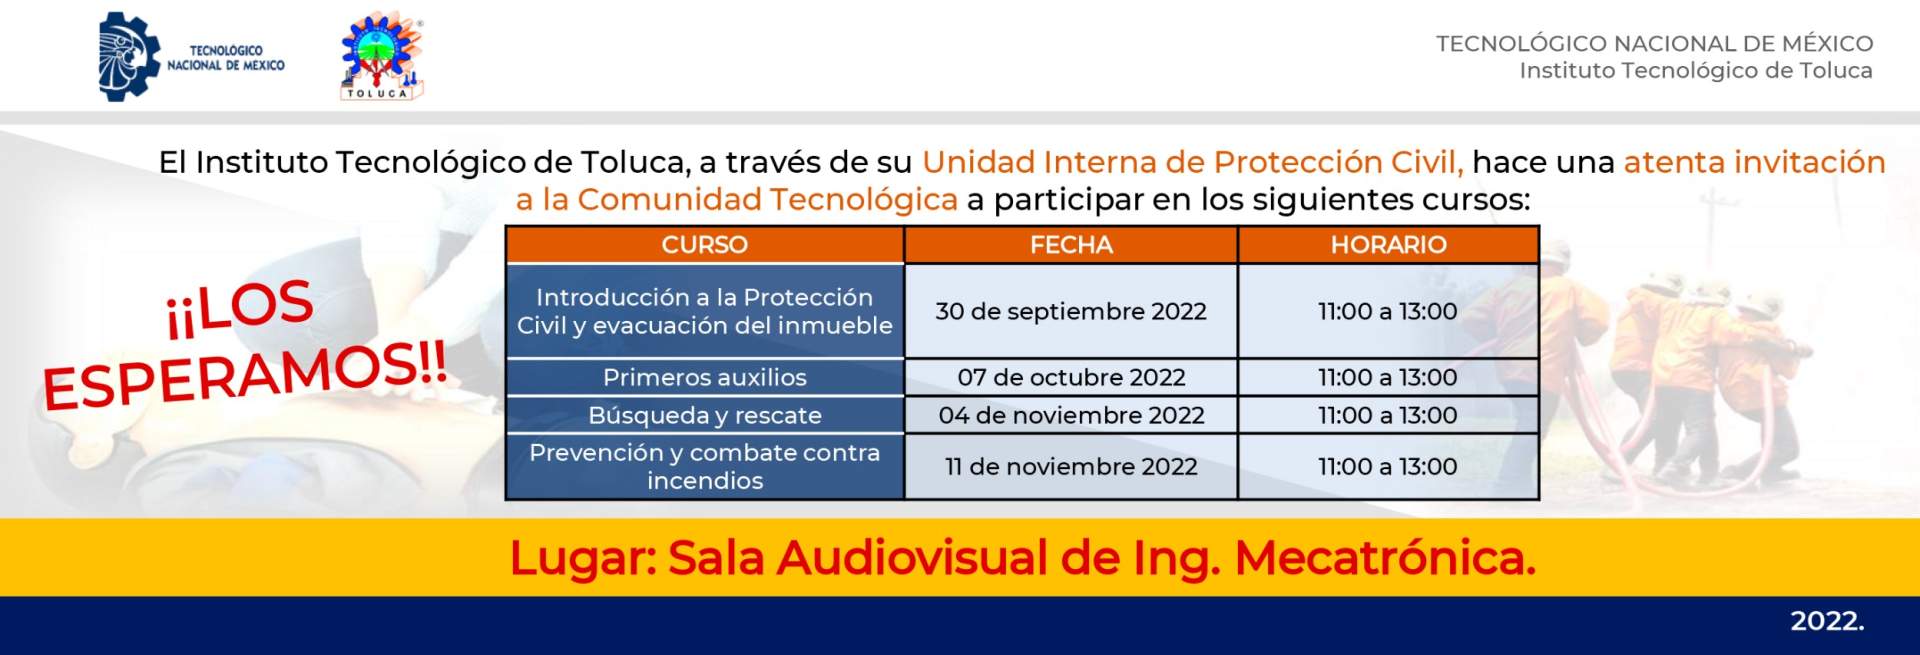 TECNOLÓGICO
NACIONAL DE MÉXICO
TOLUCA
TECNOLÓGICO NACIONAL DE MÉXICO
Instituto Tecnológico de Toluca
El Instituto Tecnológico de Toluca, a través de su Unidad Interna de Protección Civil, hace una atenta invitación
a la Comunidad Tecnológica a participar en los siguientes cursos:
¡¡LOS
ESPERAMOS!!
CURSO FECHA HORARIO
Introducción a la Protección
Civil y evacuación del inmueble 30 de septiembre 2022 11:00 a 13:00
Primeros auxilios 07 de octubre 2022 11:00 a 13:00
Búsqueda y rescate 04 de noviembre 2022 11:00 a 13:00
Prevención y combate contra
incendios 11 de noviembre 2022 11:00 a 13:00
Lugar: Sala Audiovisual de Ing. Mecatrónica.
2022.